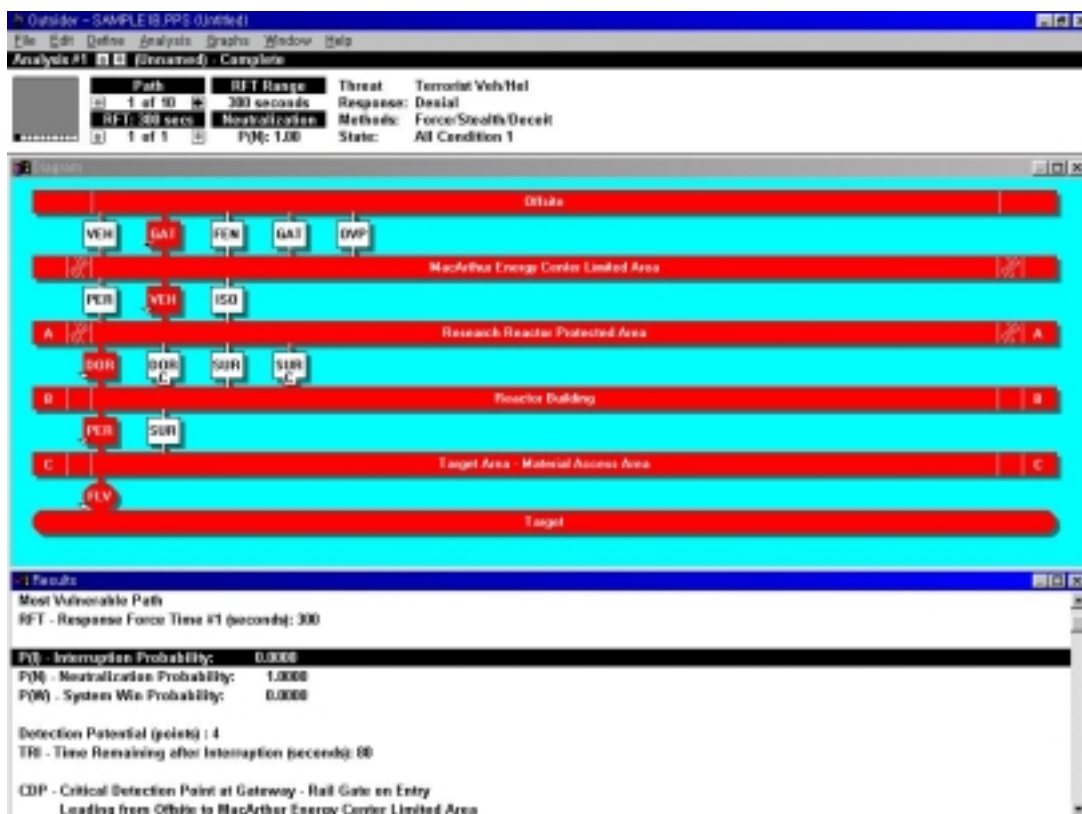 Outsider - SAMPLE1B.PPS (Untitled)
File Edit Define Analysis Graphs Window Help
Analysis #1 (Unnamed) - Complete
Path RFT Range Threat Terrorist Veh/Hel
1 of 10 300 seconds Response: Denial
RFT: 300 secs Neutralization Methods: Force/Stealth/Deceit
1 of 1 P(N): 1.00 State: All Condition 1
Diagram
Offsite
VEH GAT FEN GAT OVP
MacArthur Energy Center Limited Area
PER VEH ISO
A Research Reactor Protected Area A
DOR DOR C SUR SUR C
B Reactor Building B
PER SUR
C Target Area - Material Access Area C
FLV
Target
Results
Most Vulnerable Path
RFT - Response Force Time #1 (seconds): 300
P(I) - Interruption Probability: 0.0000
P(N) - Neutralization Probability: 1.0000
P(W) - System Win Probability: 0.0000
Detection Potential (points) : 4
TRI - Time Remaining after Interruption (seconds): 80
CDP - Critical Detection Point at Gateway - Rail Gate on Entry
Leading from Offsite to MacArthur Energy Center Limited Area